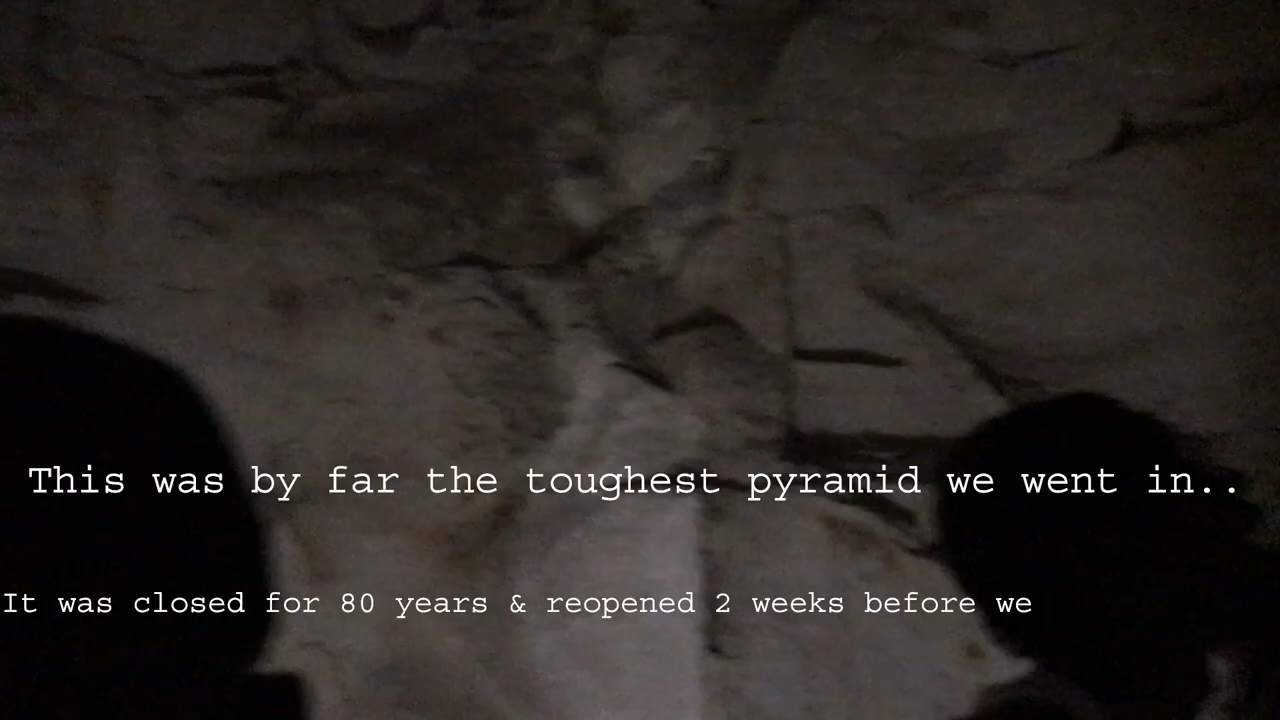 This was by far the toughest pyramid we went in..
It was closed for 80 years & reopened 2 weeks before we